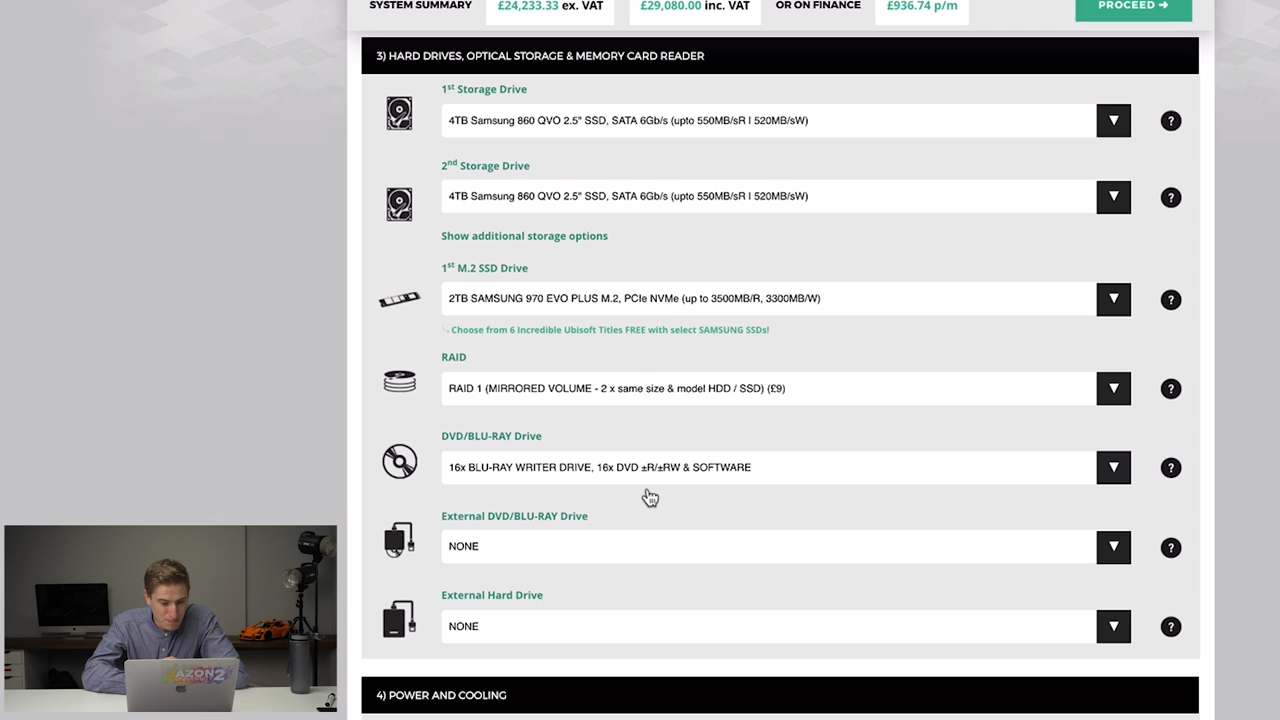 SYSTEM SUMMARY £24,233.33 ex. VAT £29,080.00 inc. VAT OR ON FINANCE £936.74 p/m PROCEED ➔
3) HARD DRIVES, OPTICAL STORAGE & MEMORY CARD READER
1st Storage Drive
4TB Samsung 860 QVO 2.5" SSD, SATA 6Gb/s (upto 550MB/sR | 520MB/sW)
2nd Storage Drive
4TB Samsung 860 QVO 2.5" SSD, SATA 6Gb/s (upto 550MB/sR | 520MB/sW)
Show additional storage options
1st M.2 SSD Drive
2TB SAMSUNG 970 EVO PLUS M.2, PCIe NVMe (up to 3500MB/R, 3300MB/W)
Choose from 6 Incredible Ubisoft Titles FREE with select SAMSUNG SSDs!
RAID
RAID 1 (MIRRORED VOLUME - 2 x same size & model HDD / SSD) (£9)
DVD/BLU-RAY Drive
16x BLU-RAY WRITER DRIVE, 16x DVD ±R/±RW & SOFTWARE
External DVD/BLU-RAY Drive
NONE
External Hard Drive
NONE
4) POWER AND COOLING
AZON2